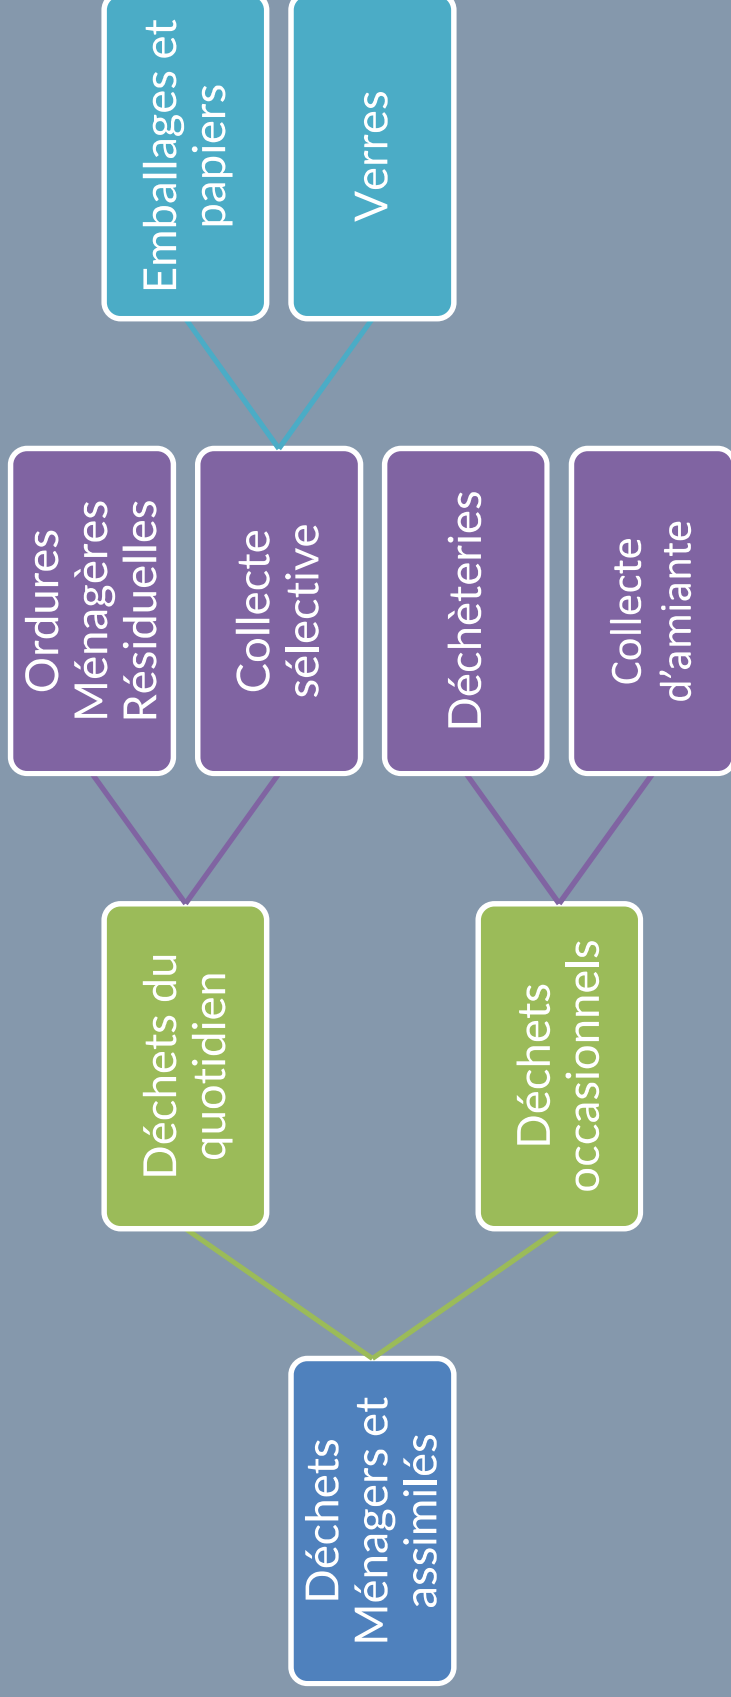 Déchets
Ménagers et
assimilés
Déchets du
quotidien
Ordures
Ménagères
Résiduelles
Collecte
sélective
Emballages et
papiers
Verres
Déchets
occasionnels
Déchèteries
Collecte
d’amiante